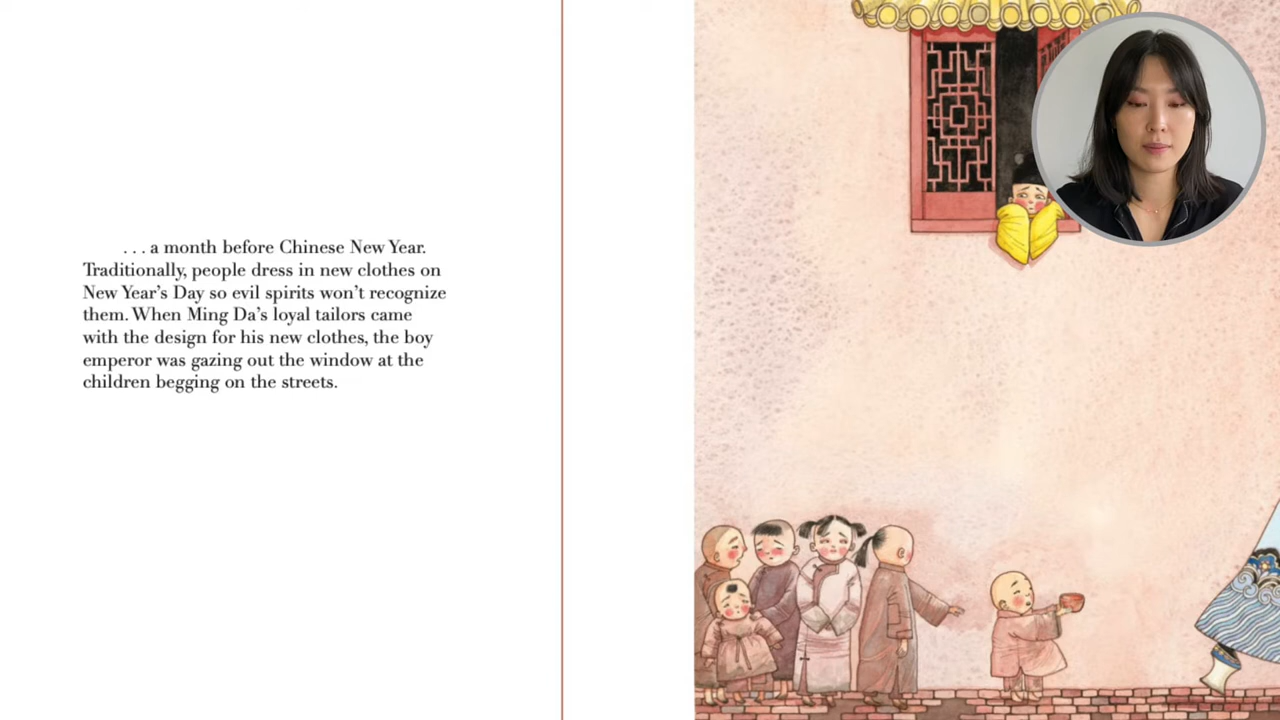 . . . a month before Chinese New Year.
Traditionally, people dress in new clothes on
New Year’s Day so evil spirits won’t recognize
them. When Ming Da’s loyal tailors came
with the design for his new clothes, the boy
emperor was gazing out the window at the
children begging on the streets.